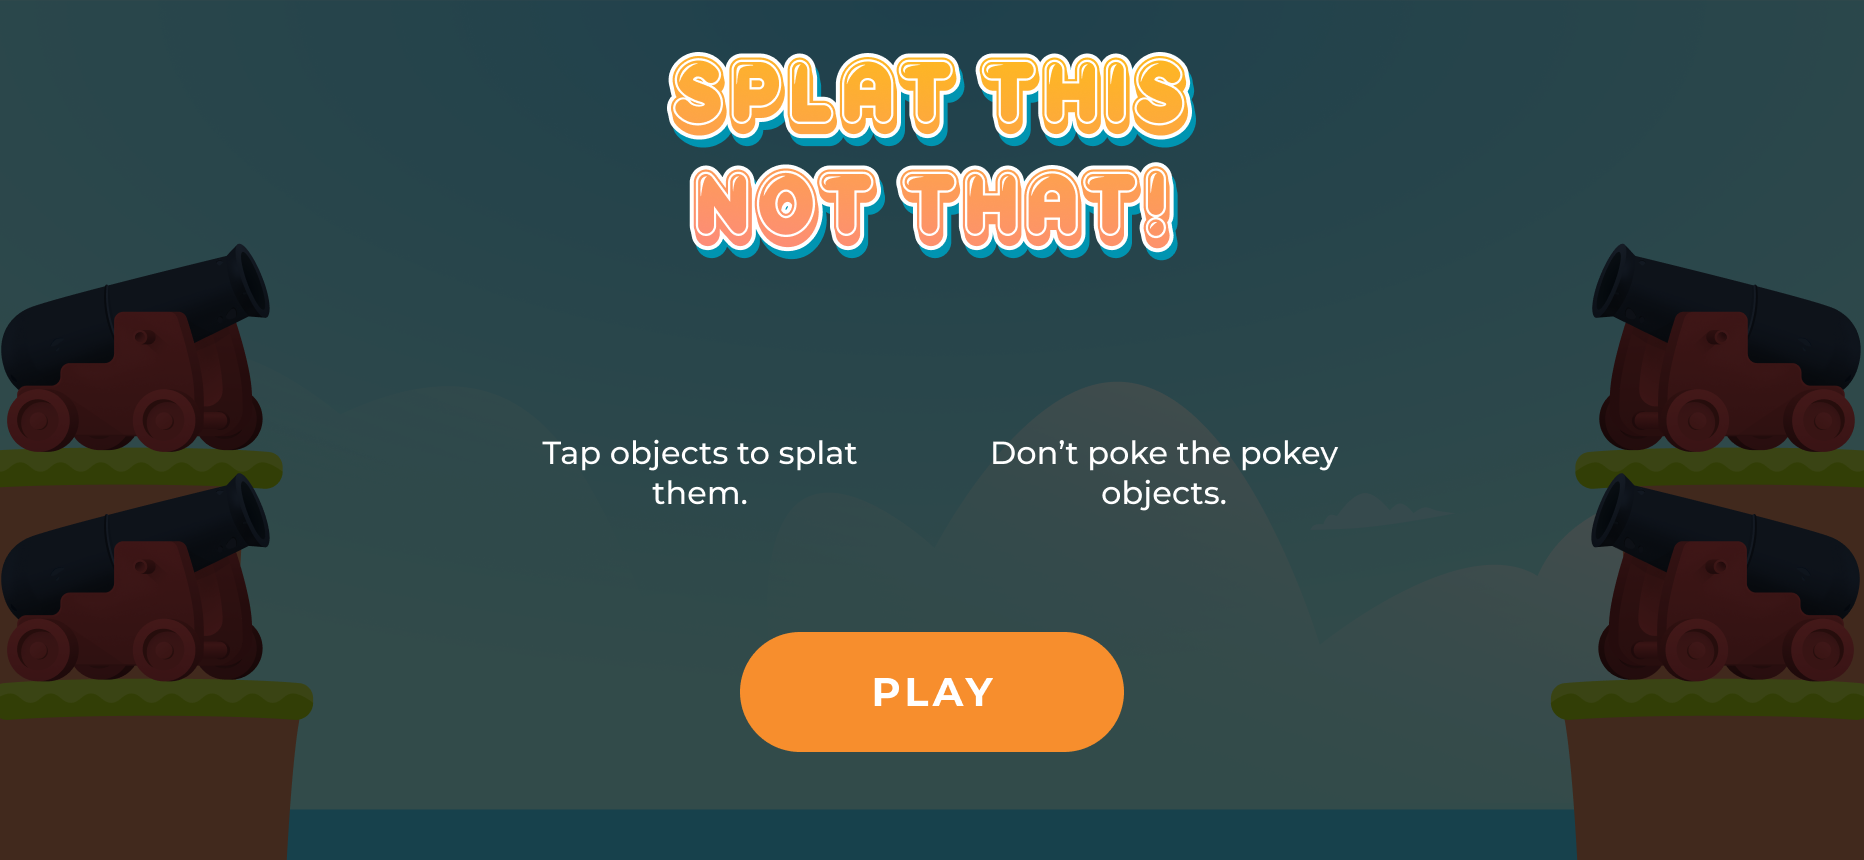 SPLAT THIS
NOT THAT!
Tap objects to splat
them.
Don’t poke the pokey
objects.
PLAY